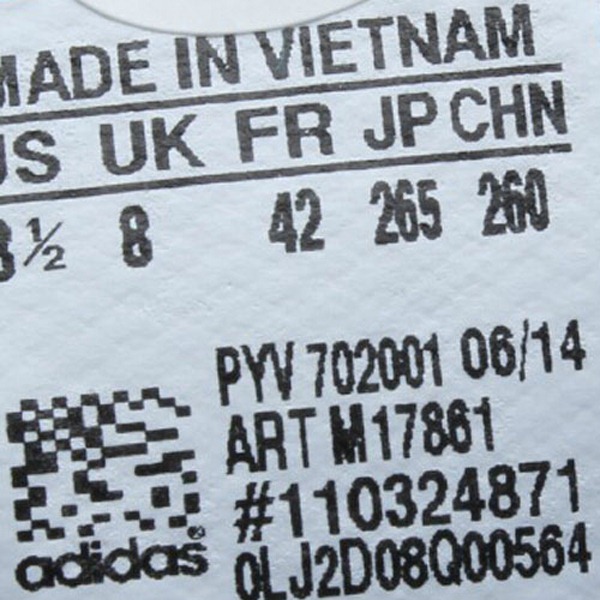 MADE IN VIETNAM
US UK FR JP CHN
8½ 8 42 265 260
PYV 702001 06/14
ART M17861
#110324871
adidas®
0LJ2D08Q00564